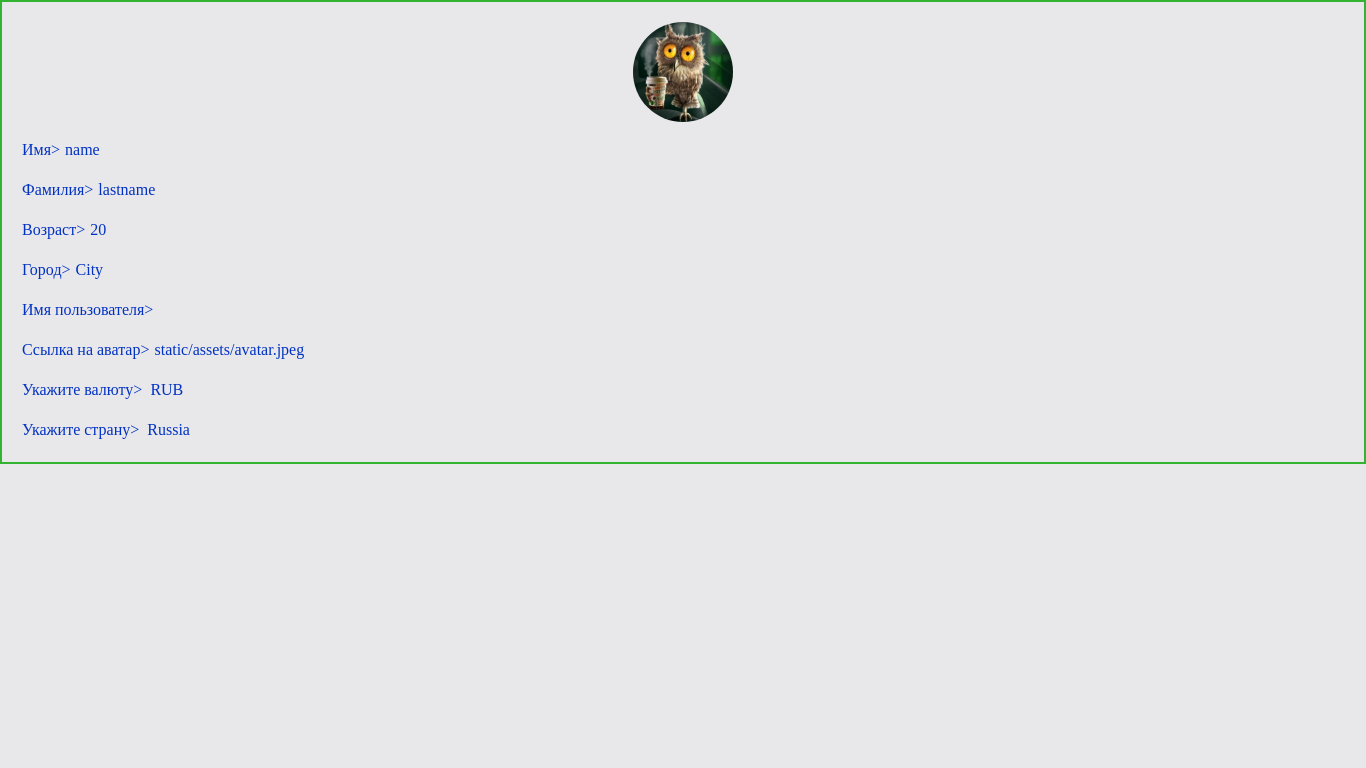 Имя> name
Фамилия> lastname
Возраст> 20
Город> City
Имя пользователя>
Ссылка на аватар> static/assets/avatar.jpeg
Укажите валюту> RUB
Укажите страну> Russia